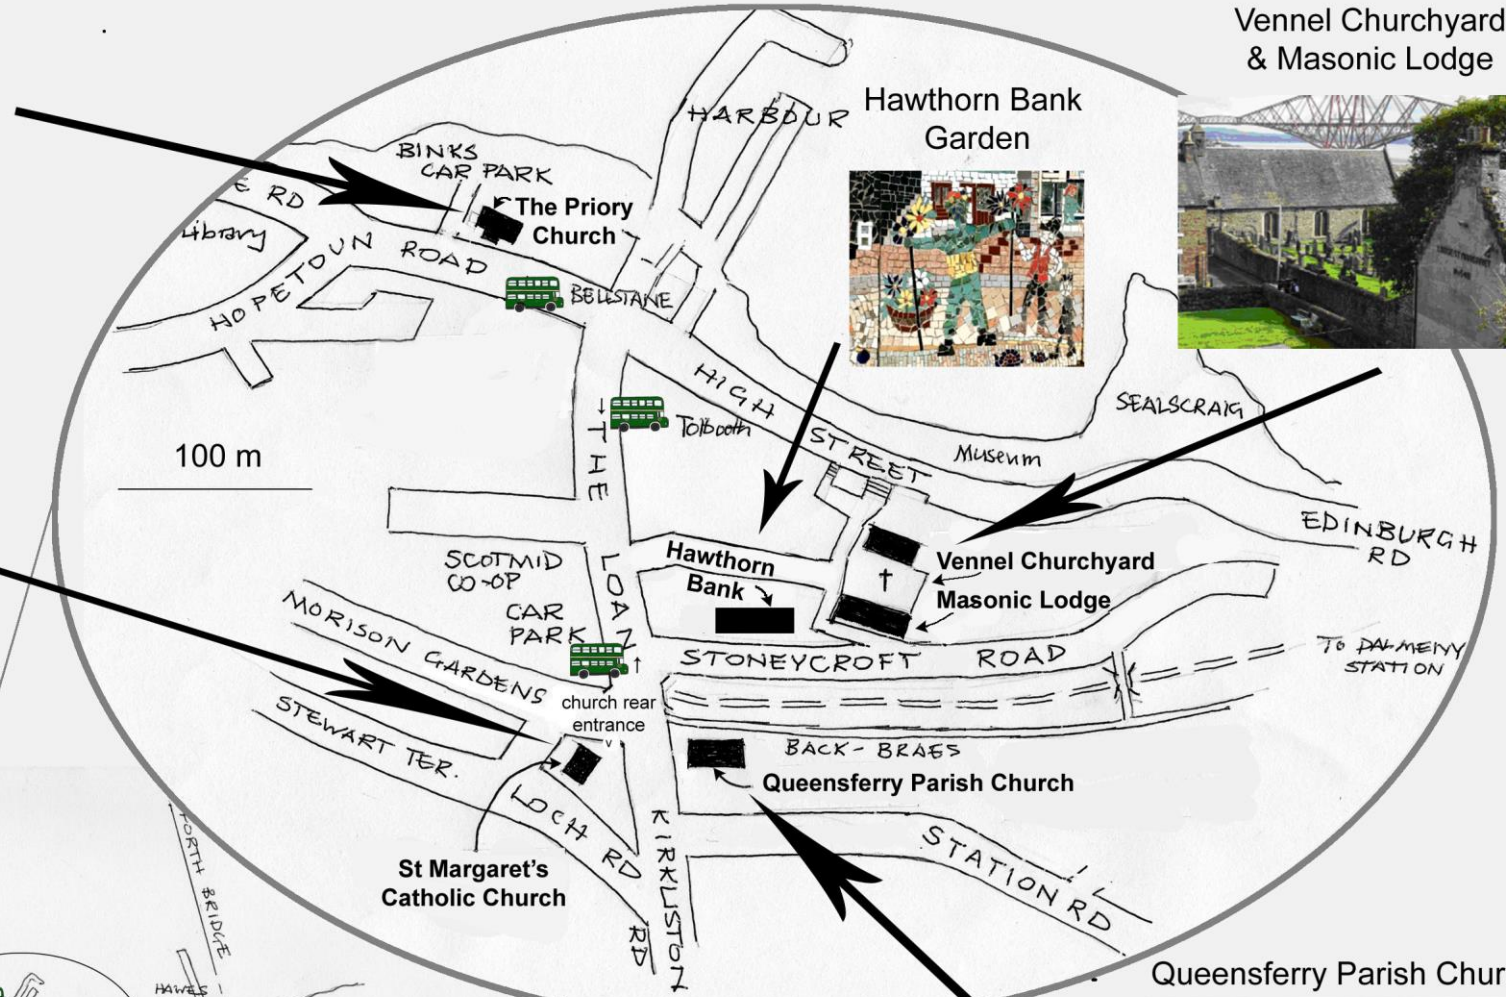 Vennel Churchyard
& Masonic Lodge
HARBOUR
Hawthorn Bank
Garden
BINKS
CAR PARK
The Priory
Church
E RD
Library
HOPETOUN ROAD
BELLSTANE
HIGH STREET
Tolbooth
SEALSCRAIG
Museum
100 m
THE LOAN
EDINBURGH
RD
Hawthorn
Bank
Vennel Churchyard
Masonic Lodge
SCOTMID
CO-OP
CAR
PARK
MORISON GARDENS
STONEYCROFT ROAD
TO DALMENY
STATION
church rear
entrance
STEWART TER.
BACK-BRAES
Queensferry Parish Church
LOCH RD
KIRKLISTON
RD
STATION RD
St Margaret's
Catholic Church
FORTH BRIDGE
HAWES
Queensferry Parish Chur